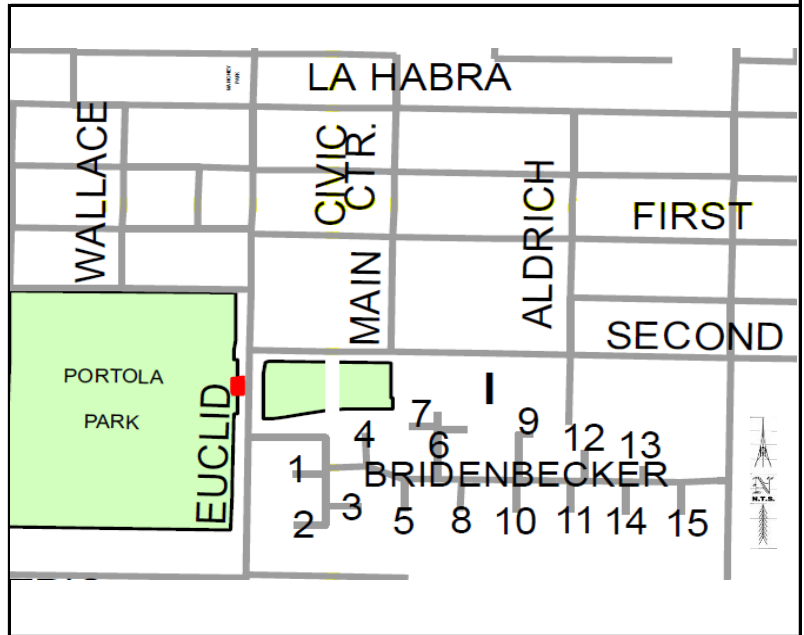 LA HABRA
WALLACE
CIVIC
CTR.
MAIN
ALDRICH
FIRST
SECOND
PORTOLA
PARK
EUCLID
I
7
9
4
6
12
13
1
BRIDENBECKER
3
2
5
8
10
11
14
15
N
N.T.S.